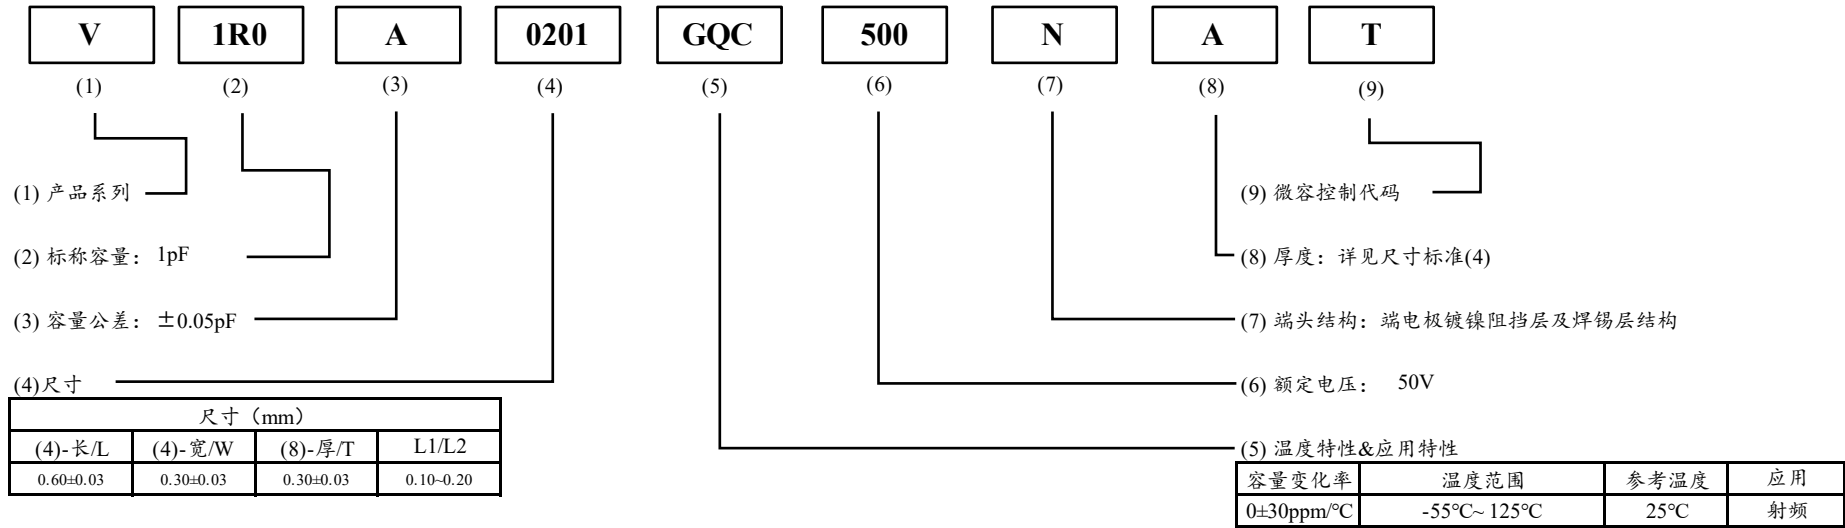 V 1R0 A 0201 GQC 500 N A T
(1) (2) (3) (4) (5) (6) (7) (8) (9)
(1) 产品系列
(9) 微容控制代码
(2) 标称容量： 1pF
(8) 厚度：详见尺寸标准(4)
(3) 容量公差：±0.05pF
(7) 端头结构：端电极镀镍阻挡层及焊锡层结构
(4)尺寸
(6) 额定电压： 50V
尺寸（mm）
(4)-长/L (4)-宽/W (8)-厚/T L1/L2
0.60±0.03 0.30±0.03 0.30±0.03 0.10~0.20
(5) 温度特性&应用特性
容量变化率 温度范围 参考温度 应用
0±30ppm/℃ -55℃~ 125℃ 25℃ 射频